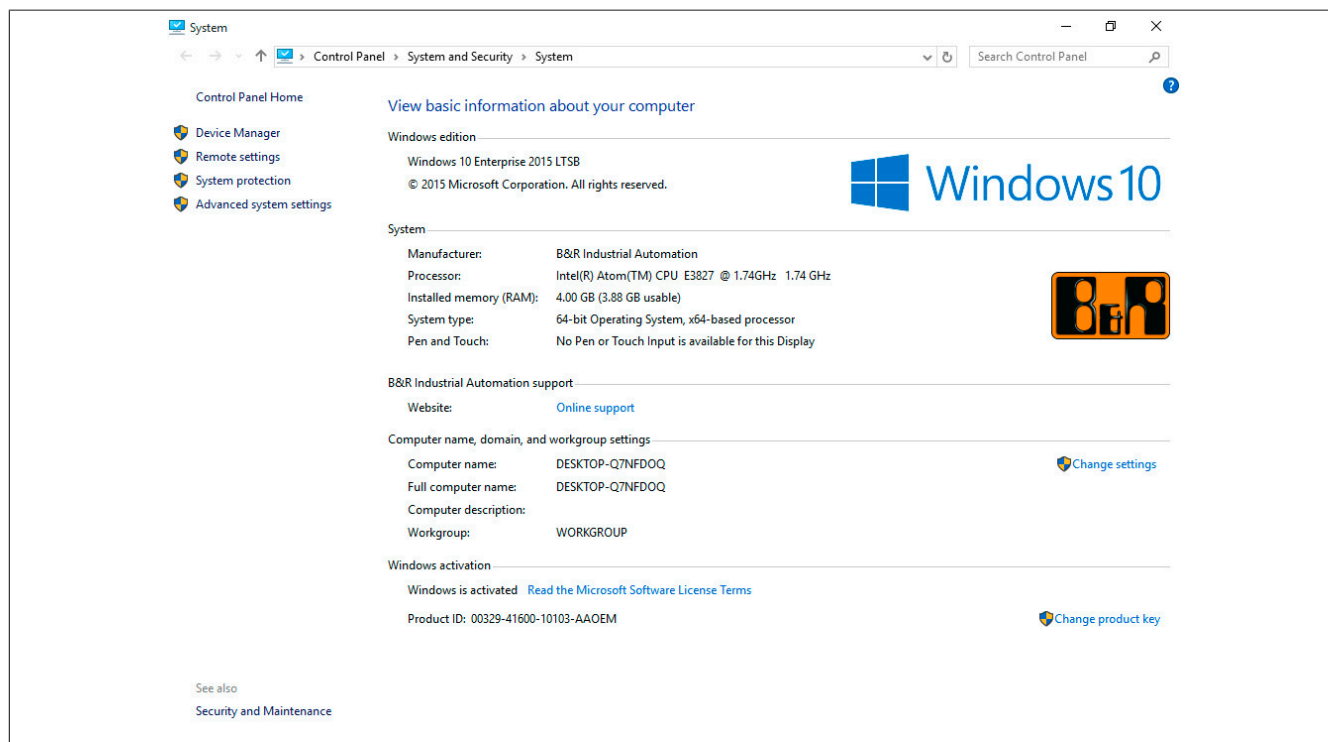 System
Control Panel › System and Security › System
Search Control Panel
Control Panel Home
Device Manager
Remote settings
System protection
Advanced system settings
?
View basic information about your computer
Windows edition
Windows 10 Enterprise 2015 LTSB
© 2015 Microsoft Corporation. All rights reserved.
Windows 10
System
Manufacturer: B&R Industrial Automation
Processor: Intel(R) Atom(TM) CPU E3827 @ 1.74GHz 1.74 GHz
Installed memory (RAM): 4.00 GB (3.88 GB usable)
System type: 64-bit Operating System, x64-based processor
Pen and Touch: No Pen or Touch Input is available for this Display
B&R
B&R Industrial Automation support
Website: Online support
Computer name, domain, and workgroup settings
Computer name: DESKTOP-Q7NFDOQ
Change settings
Full computer name: DESKTOP-Q7NFDOQ
Computer description:
Workgroup: WORKGROUP
Windows activation
Windows is activated Read the Microsoft Software License Terms
Product ID: 00329-41600-10103-AAOEM
Change product key
See also
Security and Maintenance